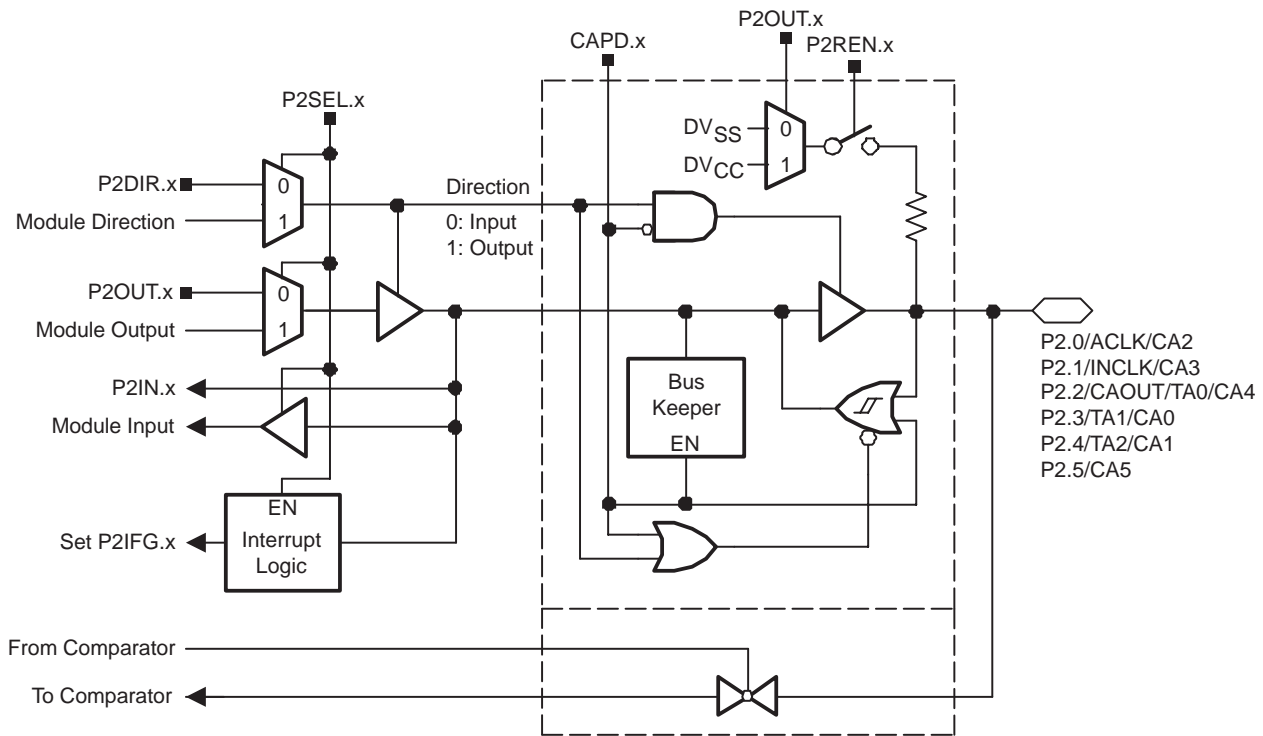 P2OUT.x
CAPD.x
P2REN.x
P2SEL.x
DVSS
0
DVCC
1
P2DIR.x
0
Module Direction
1
Direction
0: Input
1: Output
P2OUT.x
0
Module Output
1
P2IN.x
Module Input
Bus
Keeper
EN
P2.0/ACLK/CA2
P2.1/INCLK/CA3
P2.2/CAOUT/TA0/CA4
P2.3/TA1/CA0
P2.4/TA2/CA1
P2.5/CA5
EN
Set P2IFG.x
Interrupt
Logic
From Comparator
To Comparator